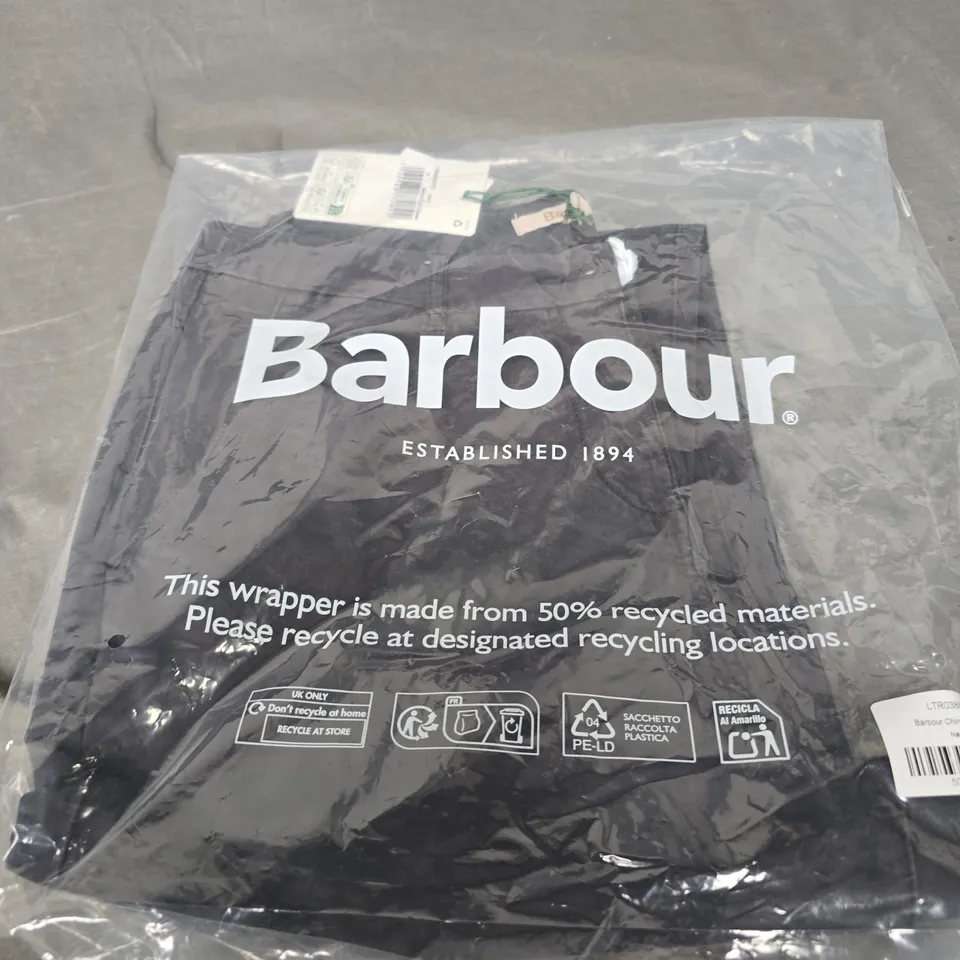 Barbour®
ESTABLISHED 1894
This wrapper is made from 50% recycled materials.
Please recycle at designated recycling locations.
UK ONLY
Don't recycle at home
RECYCLE AT STORE
FR
04
PE-LD
SACCHETTO
RACCOLTA
PLASTICA
RECICLA
Al Amarillo
Barbour